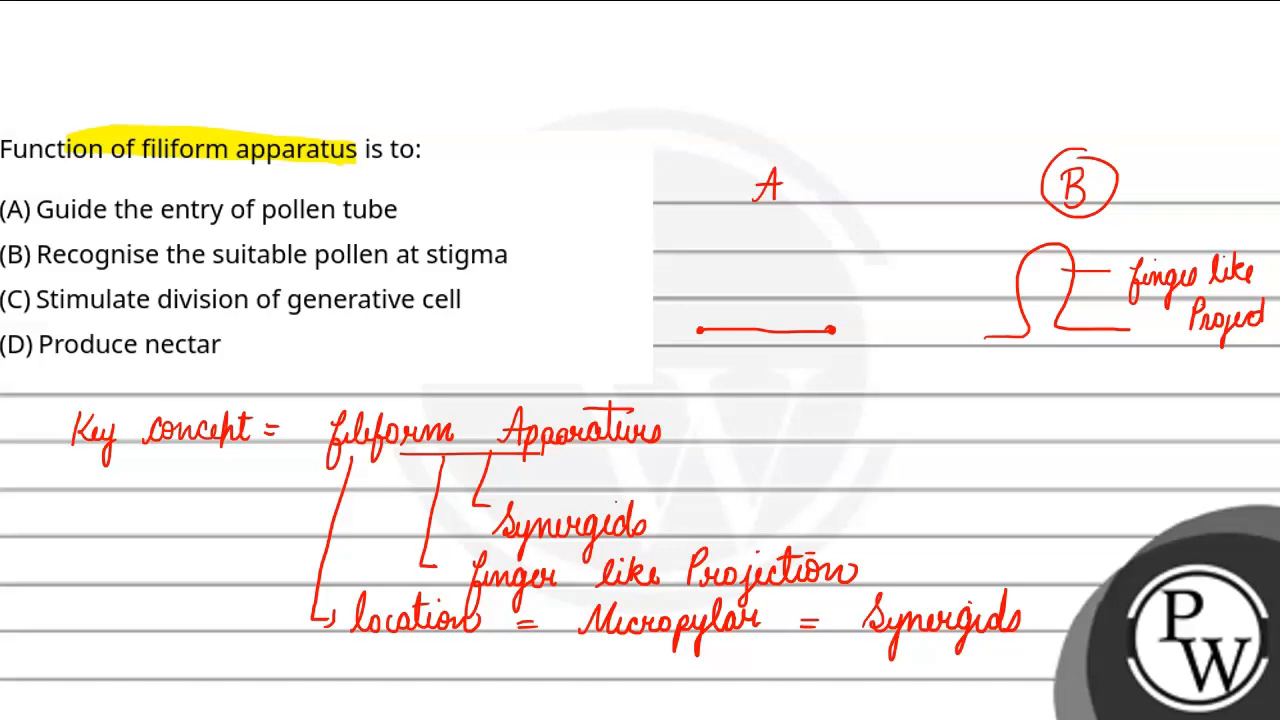 Function of filiform apparatus is to:
(A) Guide the entry of pollen tube
(B) Recognise the suitable pollen at stigma
(C) Stimulate division of generative cell
(D) Produce nectar
A
B
finger like
Project
Key concept = filiform Apparatus
Synergids
finger like Projection
location = Micropylar = Synergids
PW